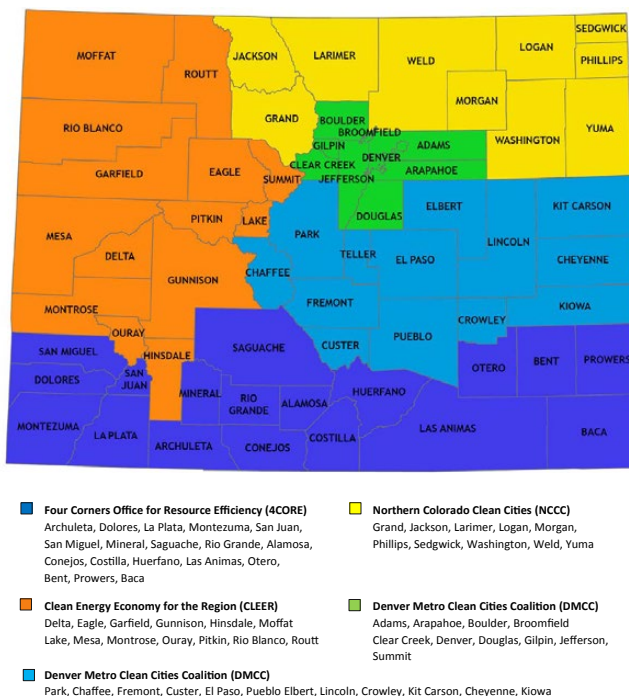 MOFFAT
ROUTT
JACKSON
LARIMER
WELD
LOGAN
SEDGWICK
PHILLIPS
MORGAN
GRAND
BOULDER
BROOMFIELD
RIO BLANCO
WASHINGTON
YUMA
GILPIN
ADAMS
DENVER
CLEAR CREEK
ARAPAHOE
GARFIELD
EAGLE
SUMMIT
JEFFERSON
DOUGLAS
ELBERT
KIT CARSON
PITKIN
LAKE
PARK
MESA
LINCOLN
DELTA
TELLER
EL PASO
CHEYENNE
GUNNISON
CHAFFEE
FREMONT
KIOWA
MONTROSE
CROWLEY
OURAY
PUEBLO
SAN MIGUEL
HINSDALE
SAGUACHE
CUSTER
OTERO
BENT
PROWERS
DOLORES
SAN
JUAN
MINERAL
RIO
GRANDE
ALAMOSA
HUERFANO
MONTEZUMA
LA PLATA
ARCHULETA
CONEJOS
COSTILLA
LAS ANIMAS
BACA
Four Corners Office for Resource Efficiency (4CORE)
Archuleta, Dolores, La Plata, Montezuma, San Juan,
San Miguel, Mineral, Saguache, Rio Grande, Alamosa,
Conejos, Costilla, Huerfano, Las Animas, Otero,
Bent, Prowers, Baca
Northern Colorado Clean Cities (NCCC)
Grand, Jackson, Larimer, Logan, Morgan,
Phillips, Sedgwick, Washington, Weld, Yuma
Clean Energy Economy for the Region (CLEER)
Delta, Eagle, Garfield, Gunnison, Hinsdale, Moffat
Lake, Mesa, Montrose, Ouray, Pitkin, Rio Blanco, Routt
Denver Metro Clean Cities Coalition (DMCC)
Adams, Arapahoe, Boulder, Broomfield
Clear Creek, Denver, Douglas, Gilpin, Jefferson,
Summit
Denver Metro Clean Cities Coalition (DMCC)
Park, Chaffee, Fremont, Custer, El Paso, Pueblo Elbert, Lincoln, Crowley, Kit Carson, Cheyenne, Kiowa